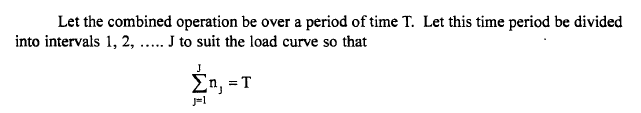 Let the combined operation be over a period of time T. Let this time period be divided
into intervals 1, 2, ..... J to suit the load curve so that
J
∑ nⱼ = T
J=1